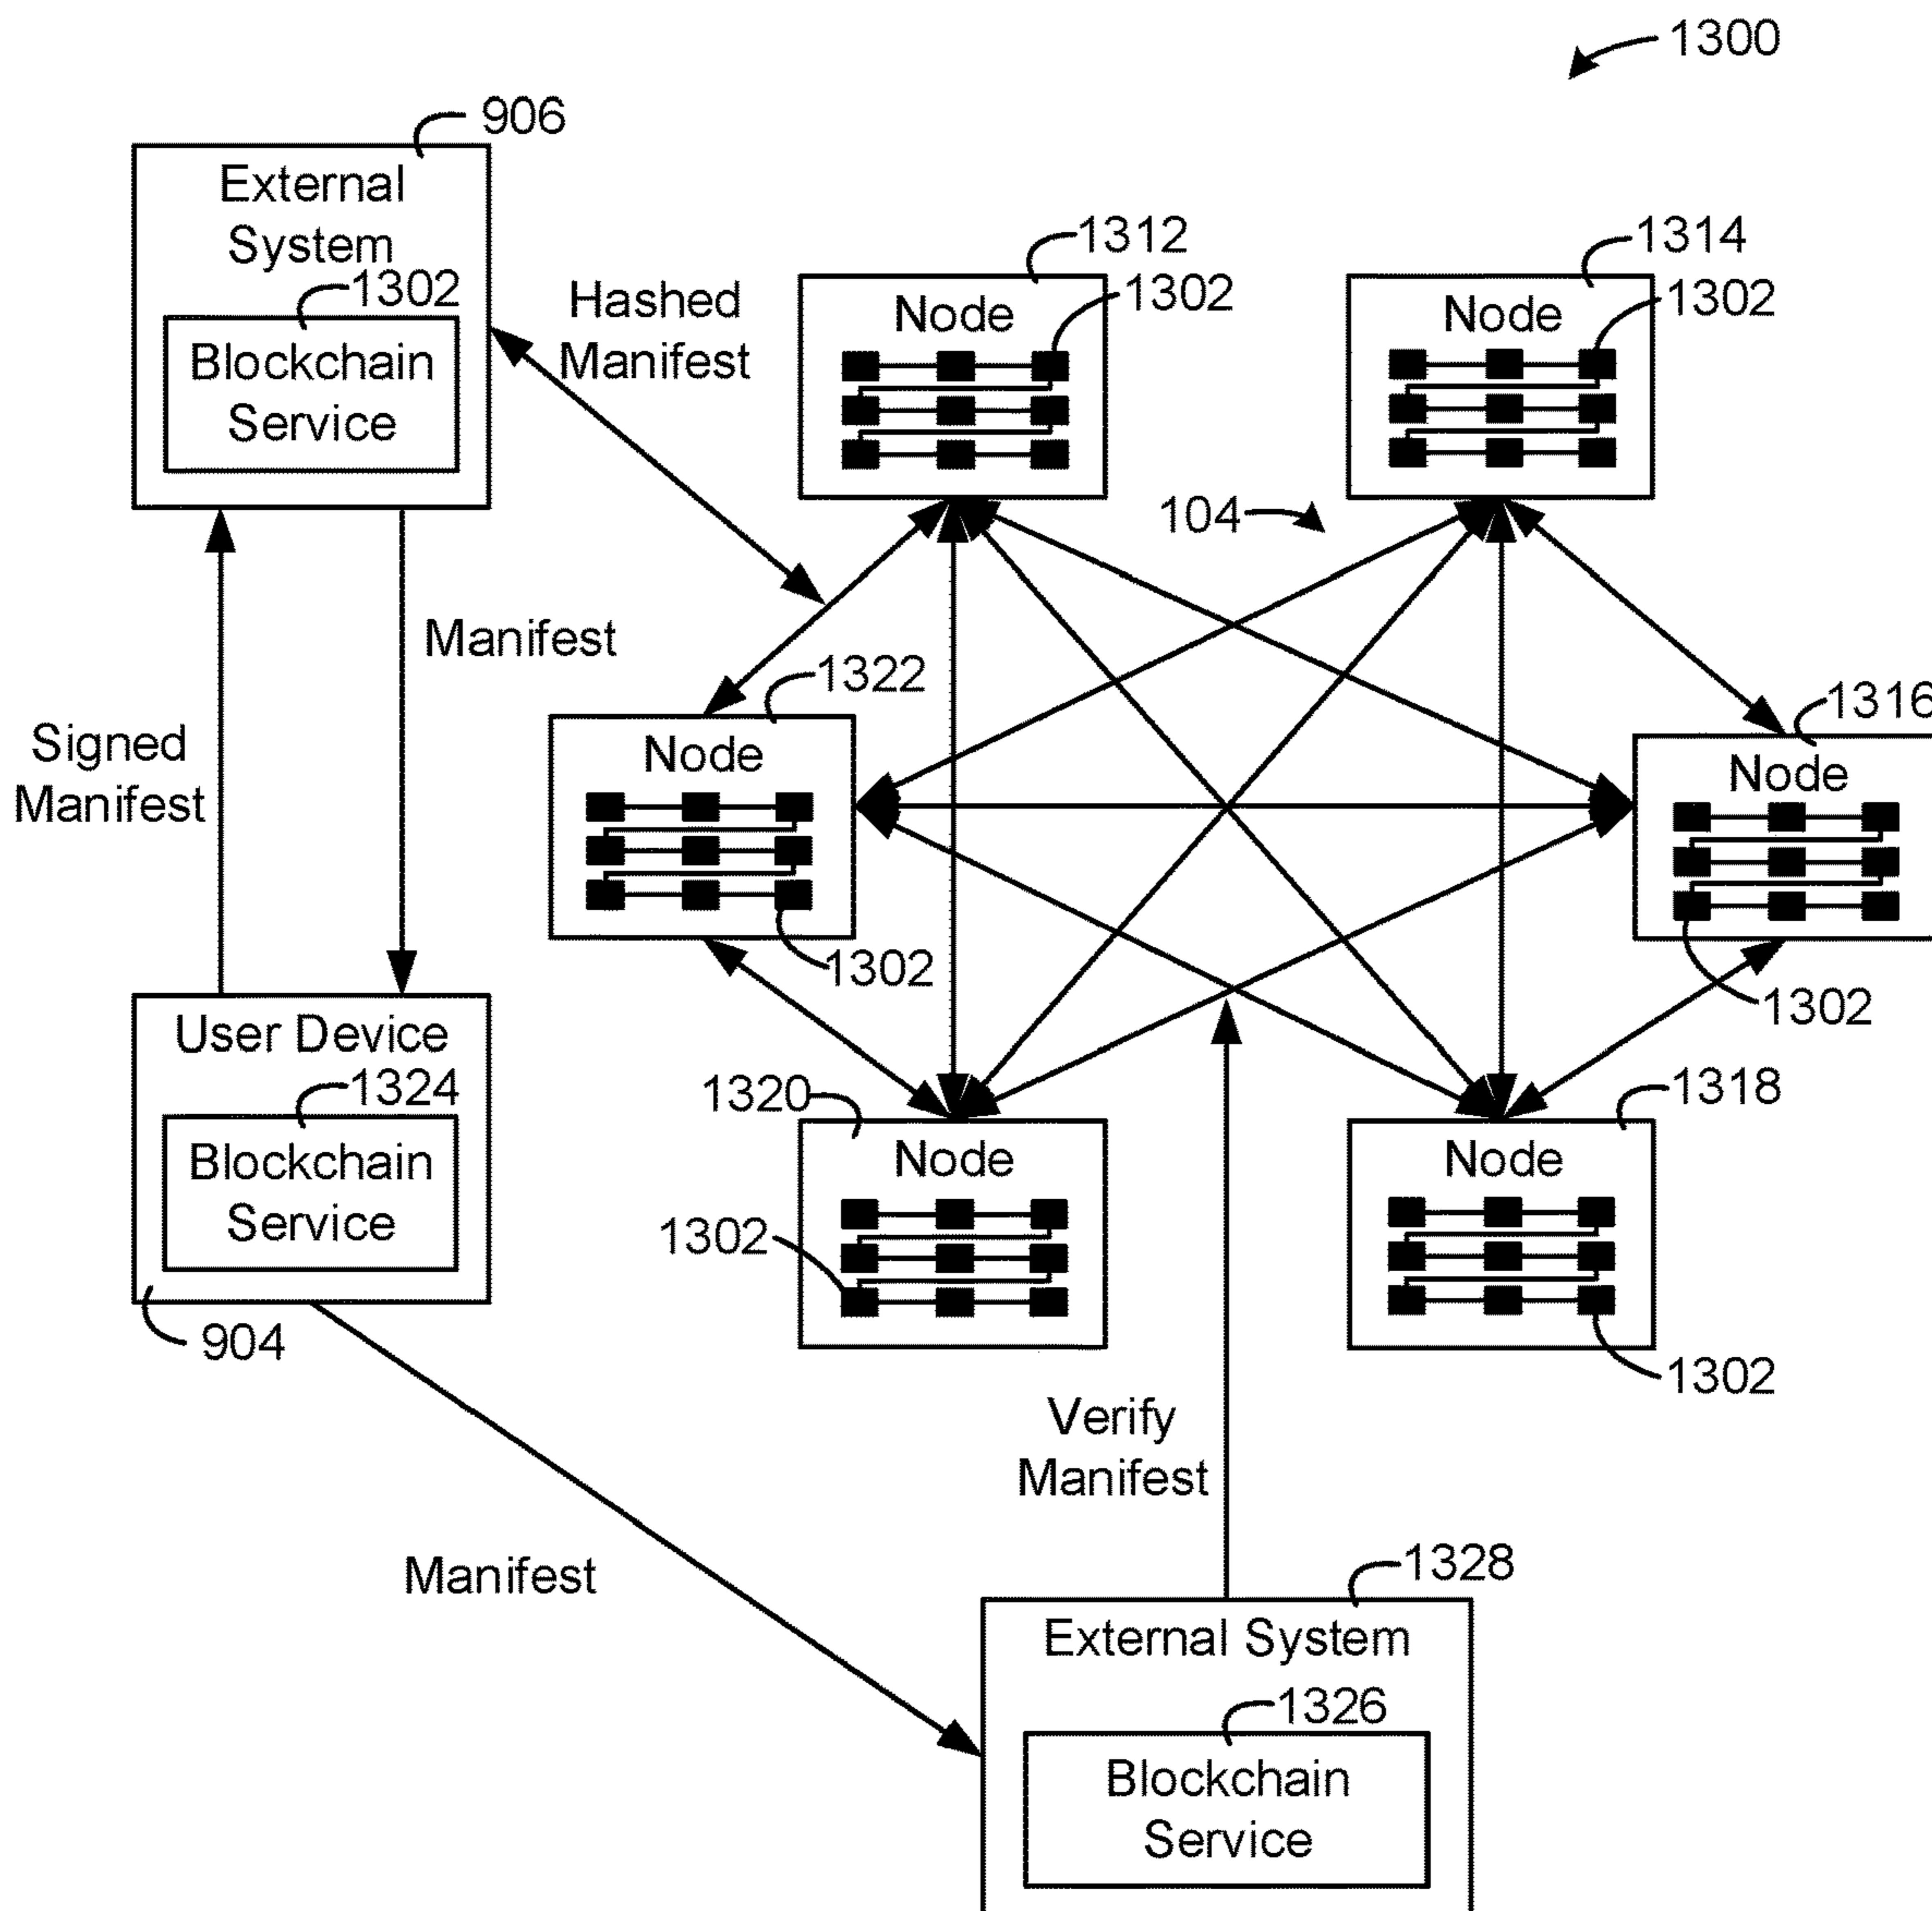 1300
906
External
System
1302
Blockchain
Service
Hashed
Manifest
1312
Node
1302
1314
Node
1302
104
Manifest
Signed
Manifest
1322
Node
1302
1316
Node
1302
User Device
1324
Blockchain
Service
904
1320
Node
1302
1318
Node
1302
Verify
Manifest
Manifest
1328
External System
1326
Blockchain
Service